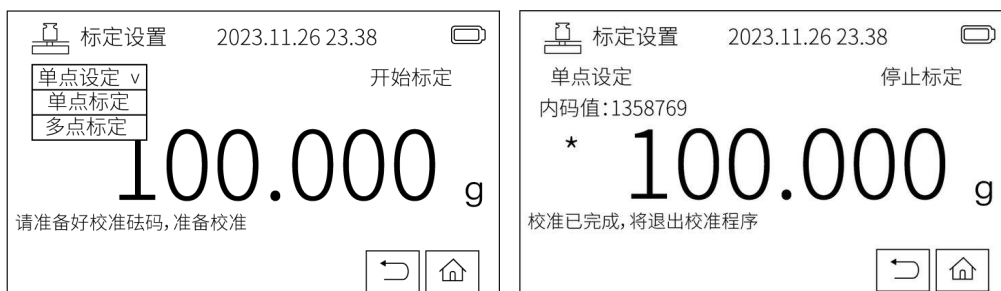 标定设置 2023.11.26 23.38
单点设定 ∨ 开始标定
单点标定
多点标定
100.000 g
请准备好校准砝码,准备校准
标定设置 2023.11.26 23.38
单点设定 停止标定
内码值:1358769
* 100.000 g
校准已完成,将退出校准程序